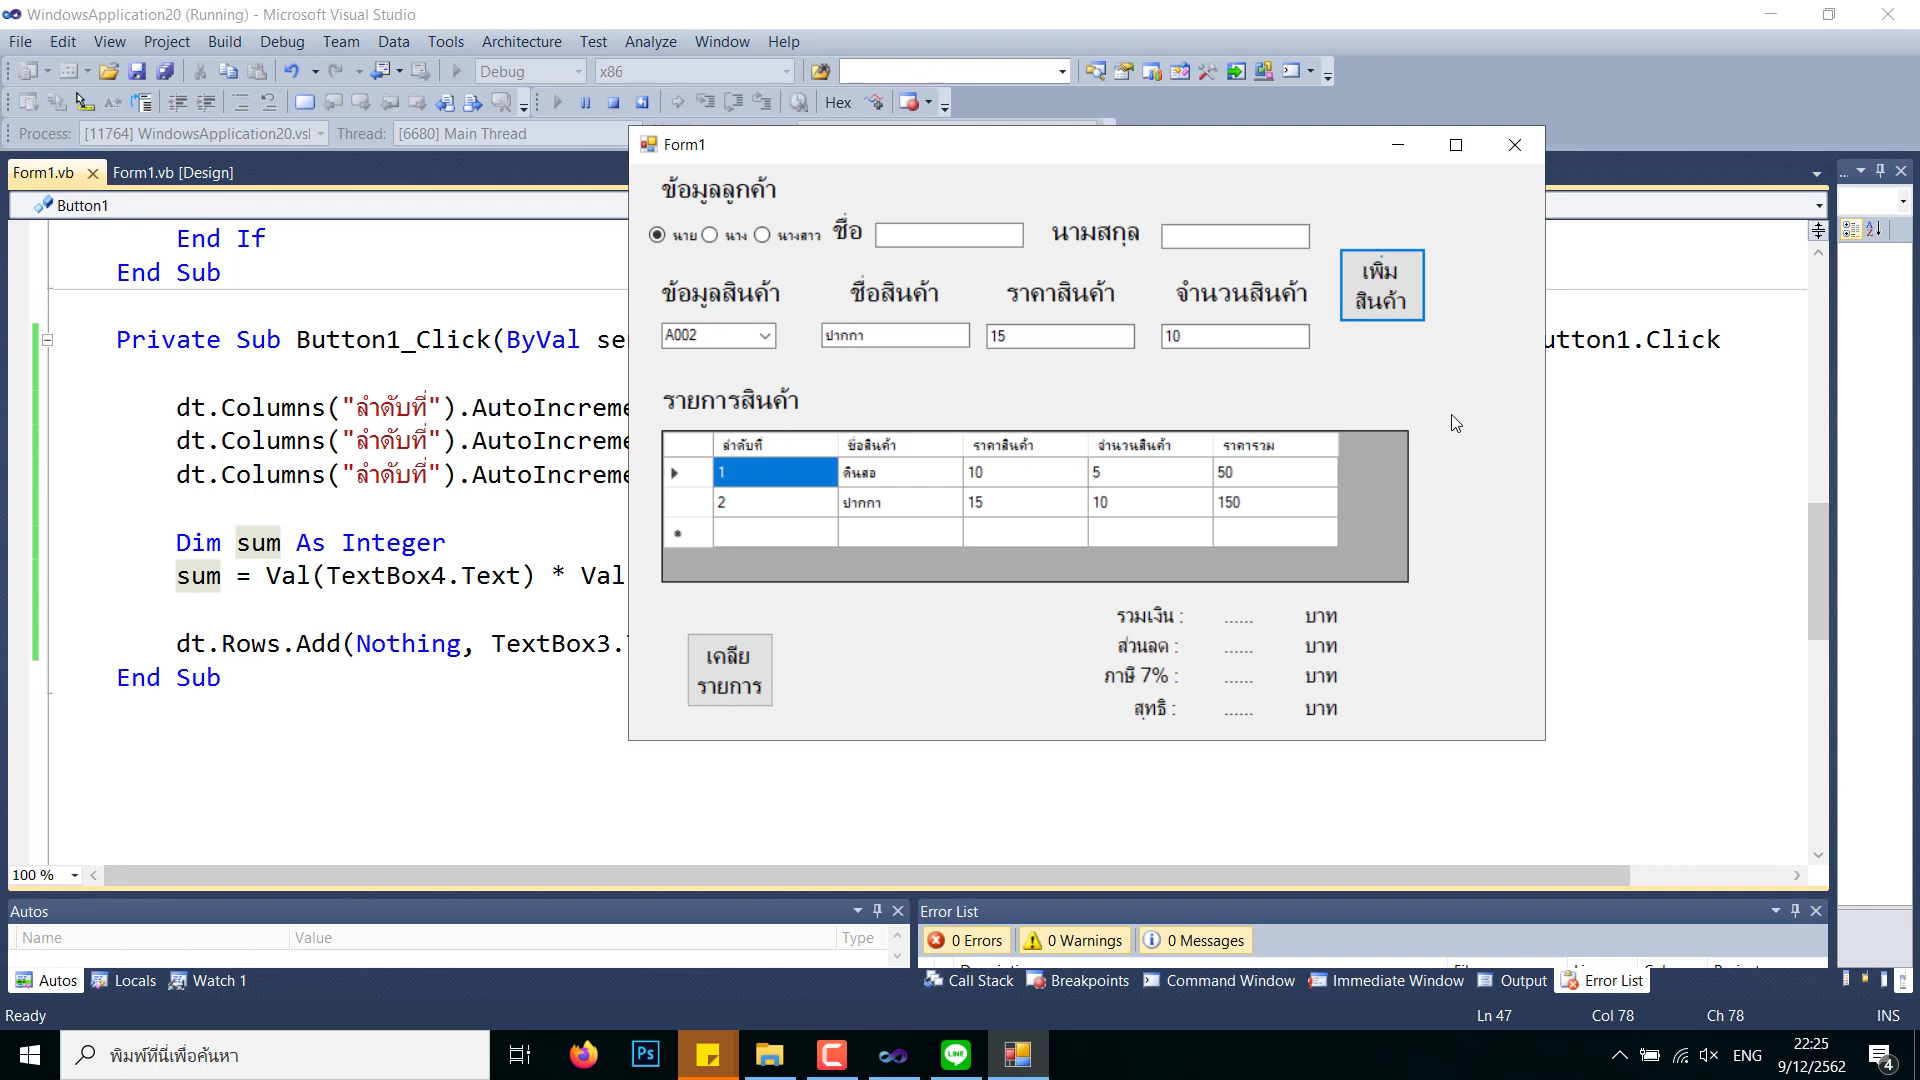 WindowsApplication20 (Running) - Microsoft Visual Studio
File Edit View Project Build Debug Team Data Tools Architecture Test Analyze Window Help
Debug x86
Hex
Process: [11764] WindowsApplication20.vsl Thread: [6680] Main Thread
Form1.vb Form1.vb [Design]
Button1
End If
End Sub
Private Sub Button1_Click(ByVal se
utton1.Click
dt.Columns("ลำดับที่").AutoIncreme
dt.Columns("ลำดับที่").AutoIncreme
dt.Columns("ลำดับที่").AutoIncreme
Dim sum As Integer
sum = Val(TextBox4.Text) * Val
dt.Rows.Add(Nothing, TextBox3.
End Sub
Form1
ข้อมูลลูกค้า
นาย นาง นางสาว ชื่อ นามสกุล
เพิ่ม
สินค้า
ข้อมูลสินค้า ชื่อสินค้า ราคาสินค้า จำนวนสินค้า
A002 ปากกา 15 10
รายการสินค้า
ลำดับที่ ชื่อสินค้า ราคาสินค้า จำนวนสินค้า ราคารวม
1 ดินสอ 10 5 50
2 ปากกา 15 10 150
รวมเงิน : ...... บาท
ส่วนลด : ...... บาท
ภาษี 7% : ...... บาท
สุทธิ : ...... บาท
เคลีย
รายการ
100 %
Autos
Name Value Type
Autos Locals Watch 1
Error List
0 Errors 0 Warnings 0 Messages
Call Stack Breakpoints Command Window Immediate Window Output Error List
Ready Ln 47 Col 78 Ch 78 INS
พิมพ์ที่นี่เพื่อค้นหา
Ps
LINE
ENG
22:25
9/12/2562
4